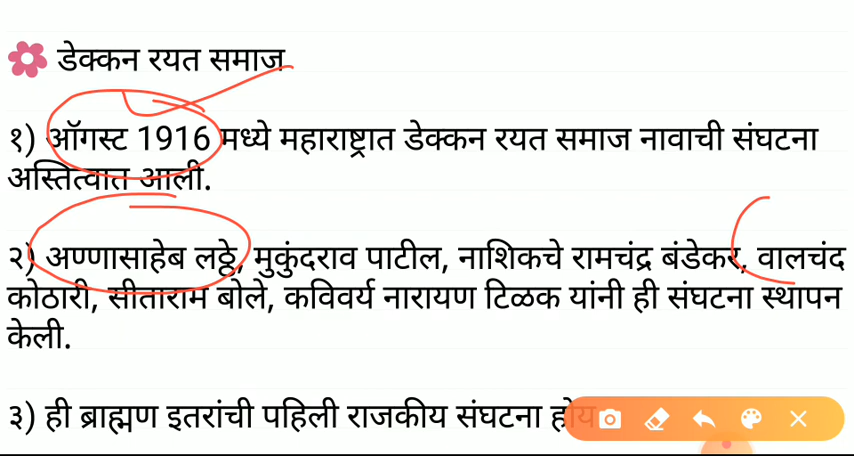 डेक्कन रयत समाज
१) ऑगस्ट 1916 मध्ये महाराष्ट्रात डेक्कन रयत समाज नावाची संघटना
अस्तित्वात आली.
२) अण्णासाहेब लठ्ठे, मुकुंदराव पाटील, नाशिकचे रामचंद्र बंडेकर, वालचंद
कोठारी, सीताराम बोले, कविवर्य नारायण टिळक यांनी ही संघटना स्थापन
केली.
३) ही ब्राह्मण इतरांची पहिली राजकीय संघटना होय